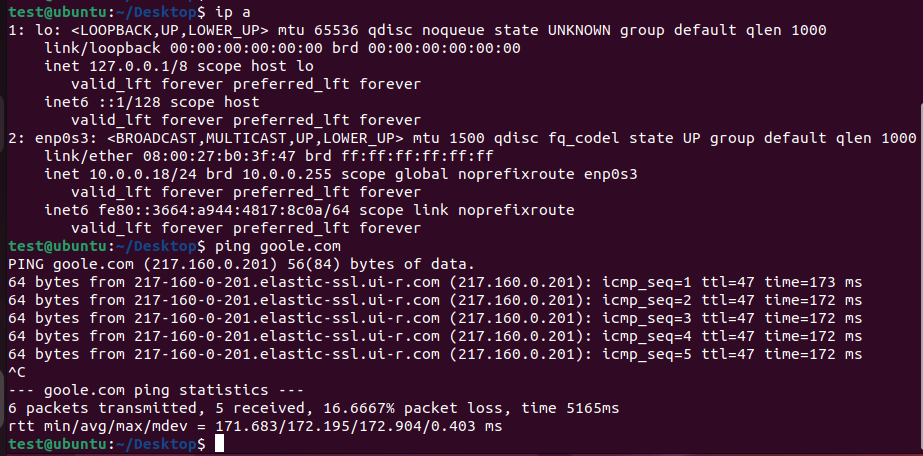 test@ubuntu:~/Desktop$ ip a
1: lo: <LOOPBACK,UP,LOWER_UP> mtu 65536 qdisc noqueue state UNKNOWN group default qlen 1000
    link/loopback 00:00:00:00:00:00 brd 00:00:00:00:00:00
    inet 127.0.0.1/8 scope host lo
       valid_lft forever preferred_lft forever
    inet6 ::1/128 scope host
       valid_lft forever preferred_lft forever
2: enp0s3: <BROADCAST,MULTICAST,UP,LOWER_UP> mtu 1500 qdisc fq_codel state UP group default qlen 1000
    link/ether 08:00:27:b0:3f:47 brd ff:ff:ff:ff:ff:ff
    inet 10.0.0.18/24 brd 10.0.0.255 scope global noprefixroute enp0s3
       valid_lft forever preferred_lft forever
    inet6 fe80::3664:a944:4817:8c0a/64 scope link noprefixroute
       valid_lft forever preferred_lft forever
test@ubuntu:~/Desktop$ ping goole.com
PING goole.com (217.160.0.201) 56(84) bytes of data.
64 bytes from 217-160-0-201.elastic-ssl.ui-r.com (217.160.0.201): icmp_seq=1 ttl=47 time=173 ms
64 bytes from 217-160-0-201.elastic-ssl.ui-r.com (217.160.0.201): icmp_seq=2 ttl=47 time=172 ms
64 bytes from 217-160-0-201.elastic-ssl.ui-r.com (217.160.0.201): icmp_seq=3 ttl=47 time=172 ms
64 bytes from 217-160-0-201.elastic-ssl.ui-r.com (217.160.0.201): icmp_seq=4 ttl=47 time=172 ms
64 bytes from 217-160-0-201.elastic-ssl.ui-r.com (217.160.0.201): icmp_seq=5 ttl=47 time=172 ms
^C
--- goole.com ping statistics ---
6 packets transmitted, 5 received, 16.6667% packet loss, time 5165ms
rtt min/avg/max/mdev = 171.683/172.195/172.904/0.403 ms
test@ubuntu:~/Desktop$